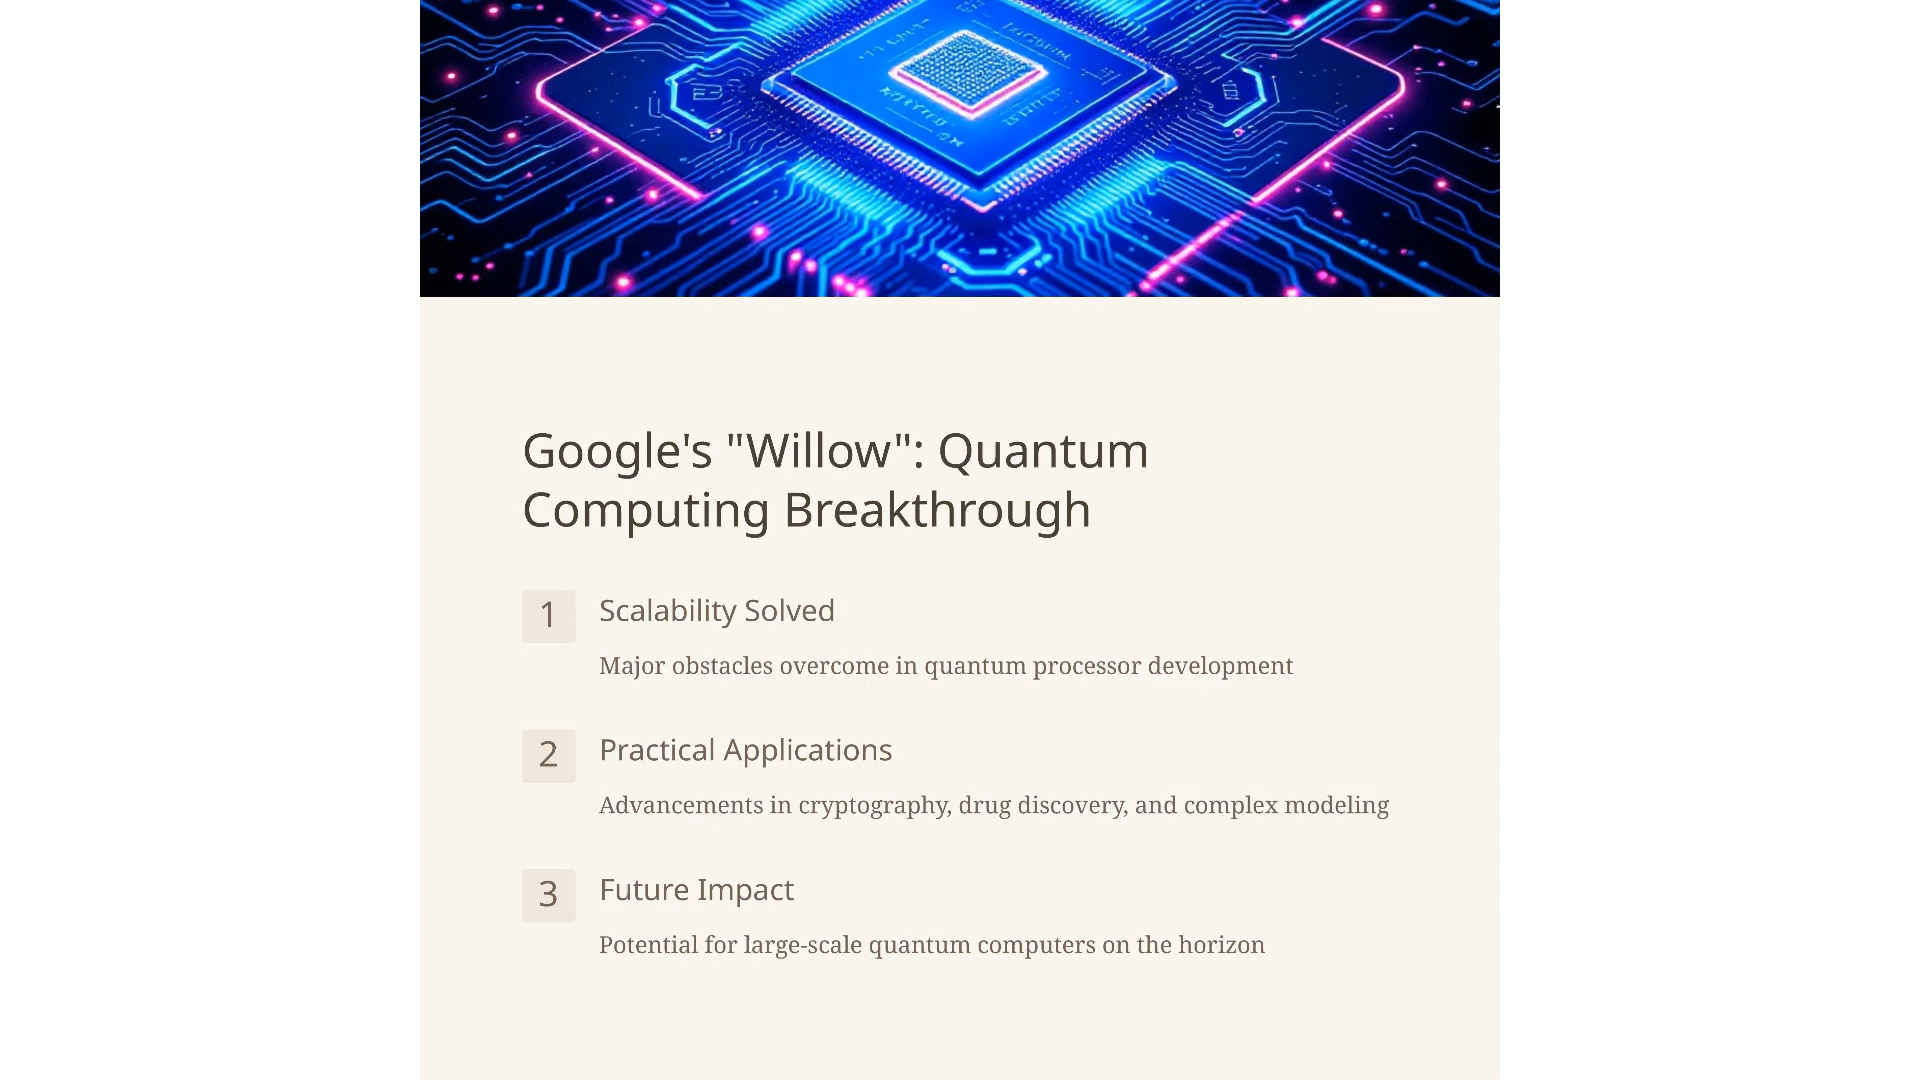 Google's "Willow": Quantum
Computing Breakthrough
1
Scalability Solved
Major obstacles overcome in quantum processor development
2
Practical Applications
Advancements in cryptography, drug discovery, and complex modeling
3
Future Impact
Potential for large-scale quantum computers on the horizon